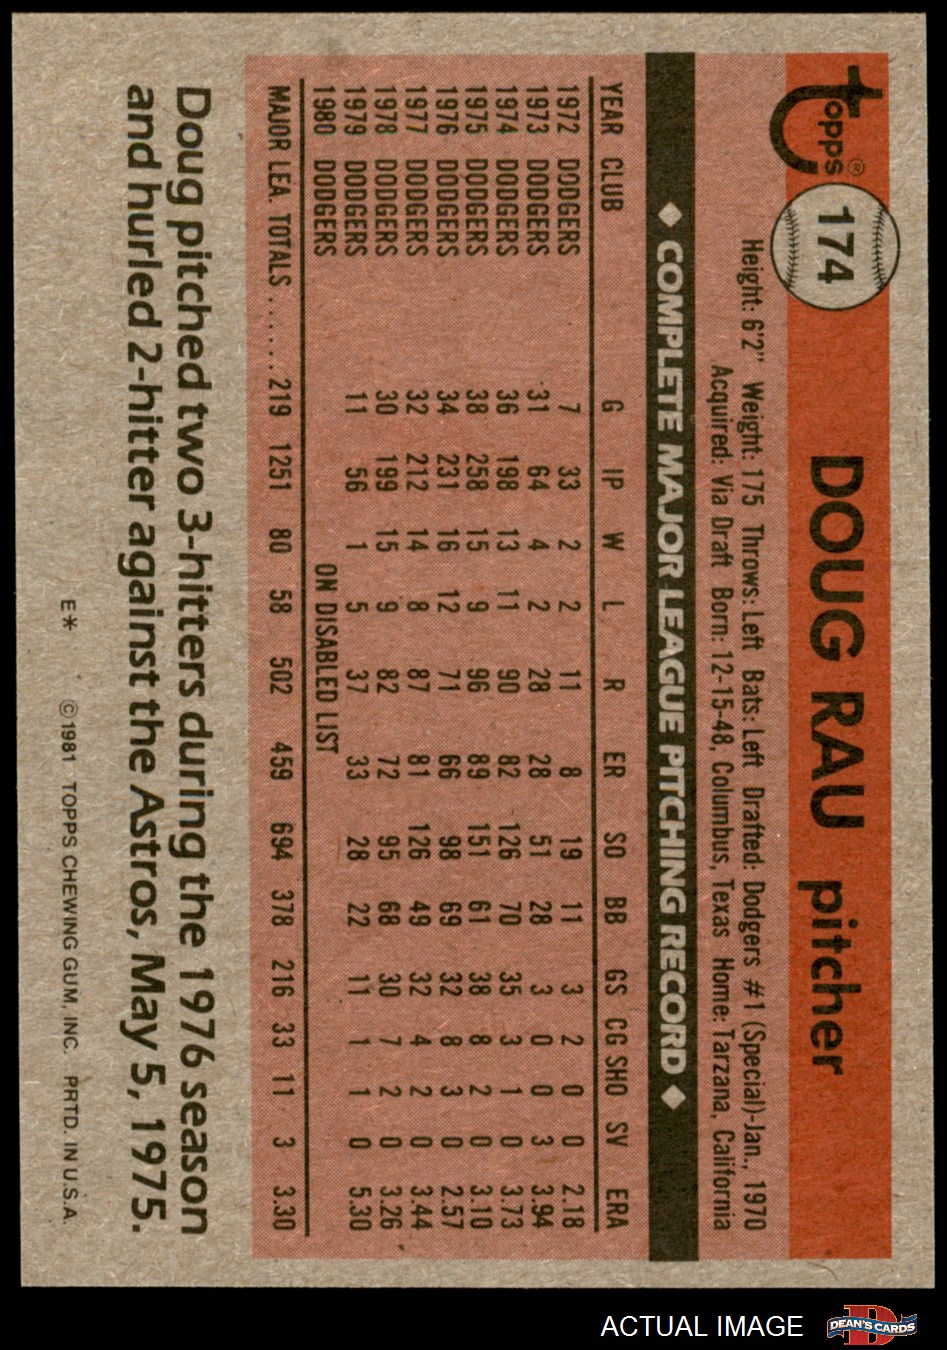 topps®
174
DOUG RAU pitcher
Height: 6'2" Weight: 175 Throws: Left Bats: Left Drafted: Dodgers #1 (Special)-Jan., 1970
Acquired: Via Draft Born: 12-15-48, Columbus, Texas Home: Tarzana, California
◆ COMPLETE MAJOR LEAGUE PITCHING RECORD ◆
YEAR CLUB G IP W L R ER SO BB GS CG SHO SV ERA
1972 DODGERS 7 33 2 2 11 8 19 11 3 2 0 0 2.18
1973 DODGERS 31 64 4 2 28 28 51 28 3 0 0 3 3.94
1974 DODGERS 36 198 13 11 90 82 126 70 35 3 1 0 3.73
1975 DODGERS 38 258 15 9 96 89 151 61 38 8 2 0 3.10
1976 DODGERS 34 231 16 12 71 66 98 69 32 8 3 0 2.57
1977 DODGERS 32 212 14 8 87 81 126 49 32 4 2 0 3.44
1978 DODGERS 30 199 15 9 82 72 95 68 30 7 2 0 3.26
1979 DODGERS 11 56 1 5 37 33 28 22 11 1 1 0 5.30
1980 DODGERS ON DISABLED LIST
MAJOR LEA. TOTALS ...... 219 1251 80 58 502 459 694 378 216 33 11 3 3.30
Doug pitched two 3-hitters during the 1976 season
and hurled 2-hitter against the Astros, May 5, 1975.
E* ©1981 TOPPS CHEWING GUM, INC. PRTD. IN U.S.A.
ACTUAL IMAGE
D
DEAN'S CARDS